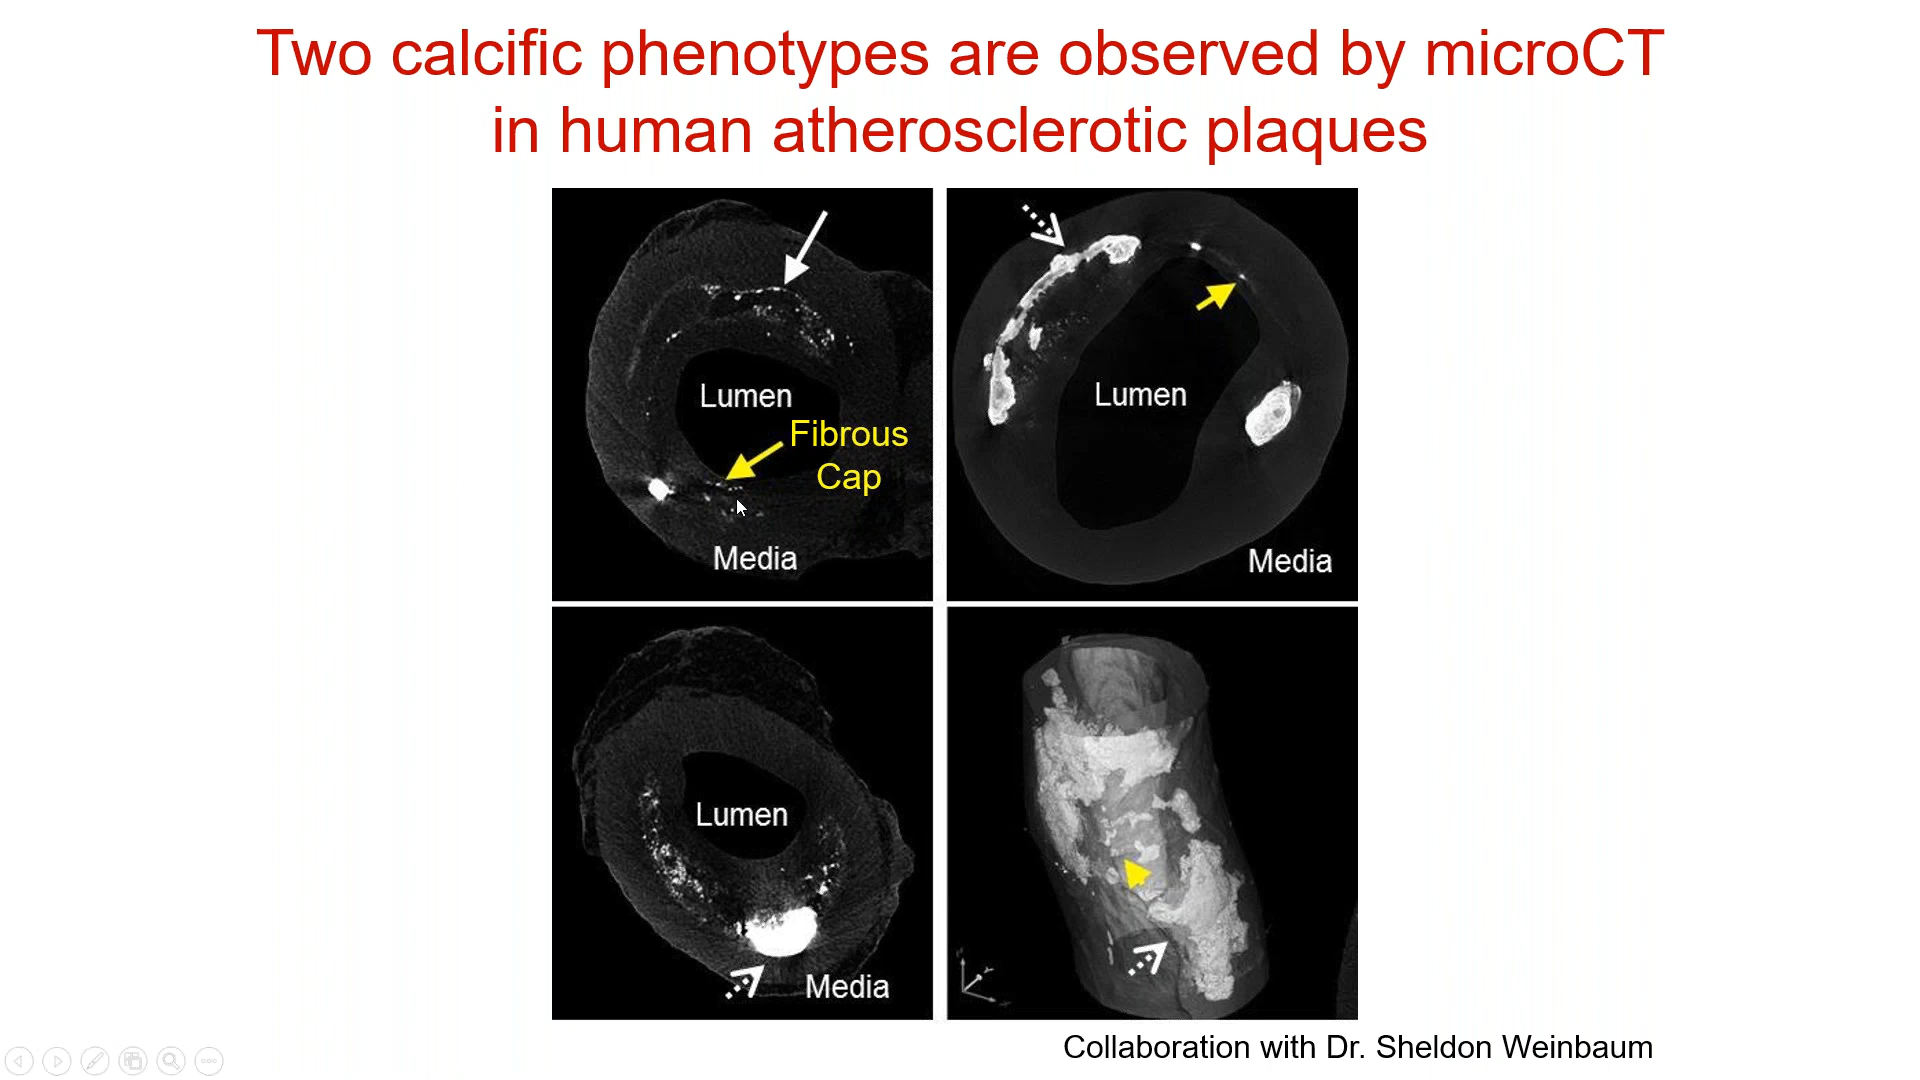 Two calcific phenotypes are observed by microCT
in human atherosclerotic plaques
Lumen
Fibrous
Cap
Media
Lumen
Media
Lumen
Media
Collaboration with Dr. Sheldon Weinbaum